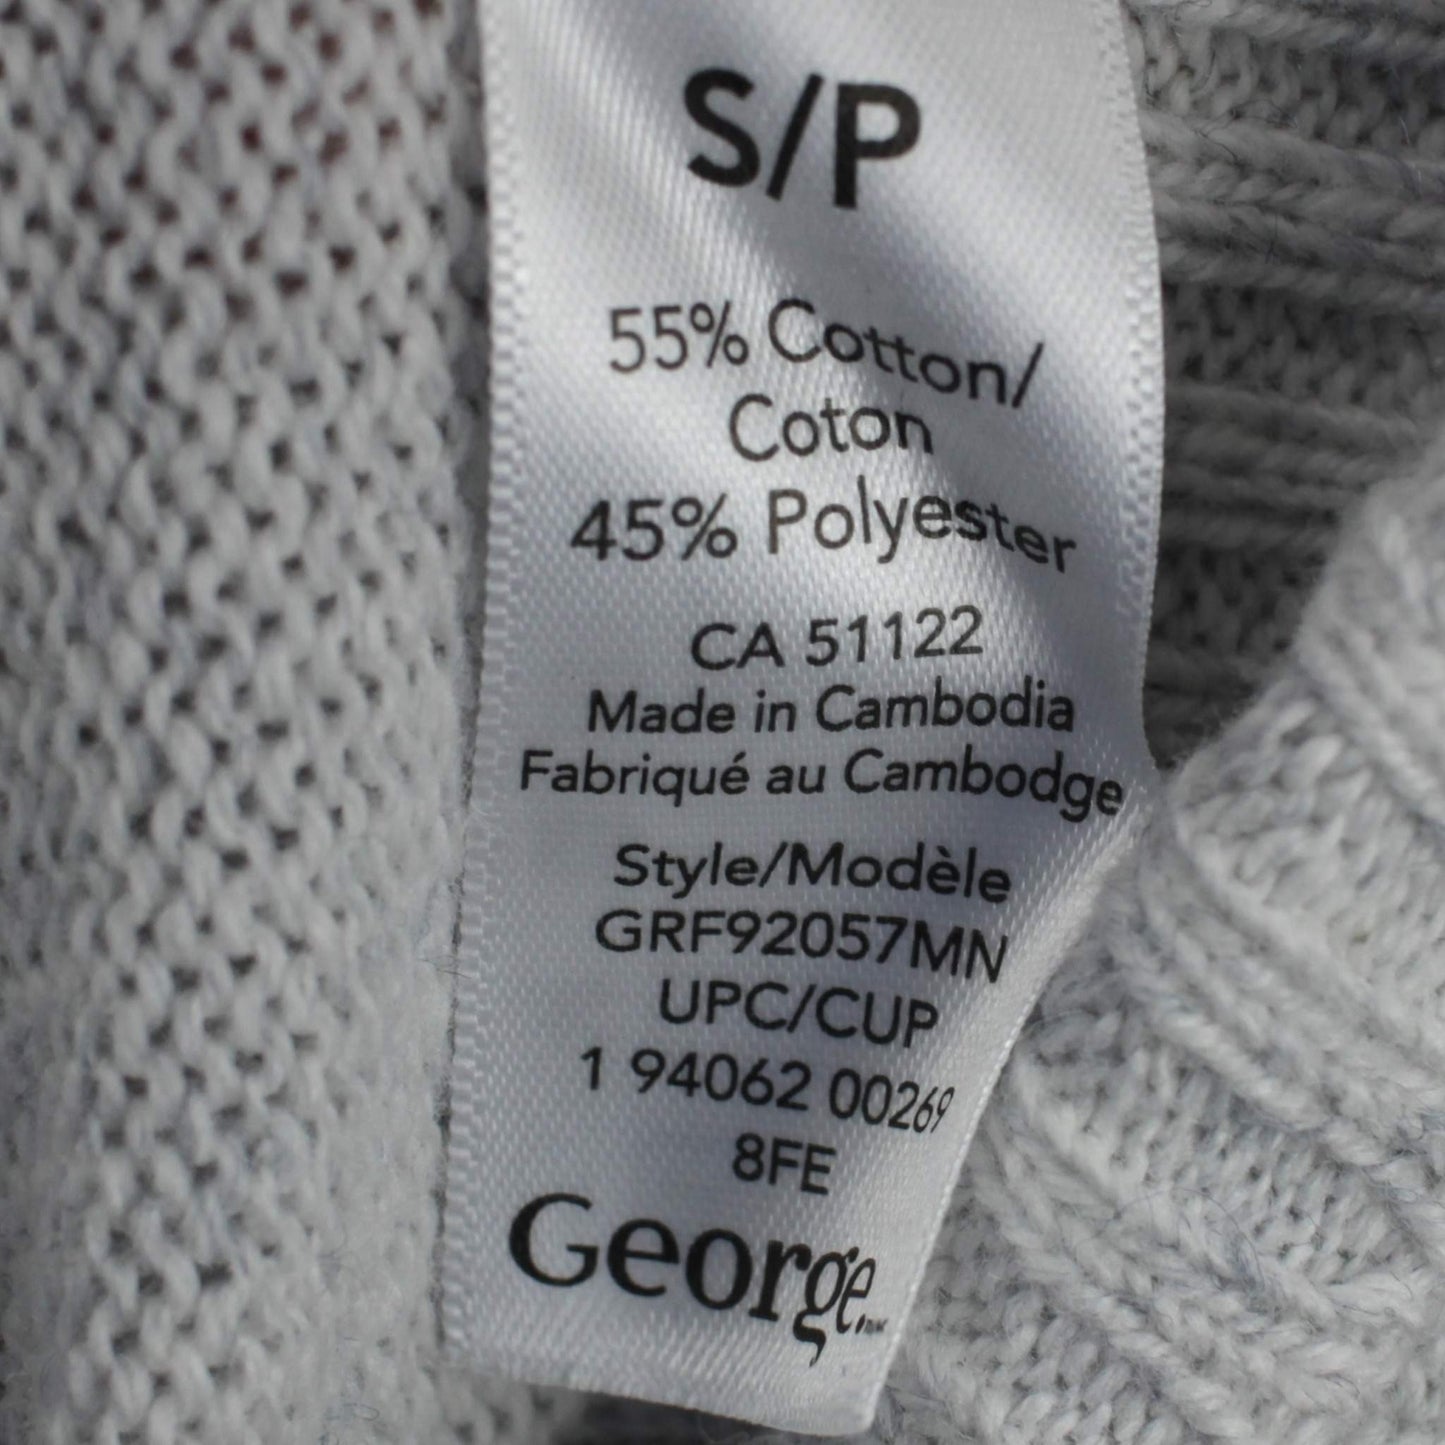 S/P
55% Cotton/
Coton
45% Polyester
CA 51122
Made in Cambodia
Fabriqué au Cambodge
Style/Modèle
GRF92057MN
UPC/CUP
1 94062 00269
8FE
George